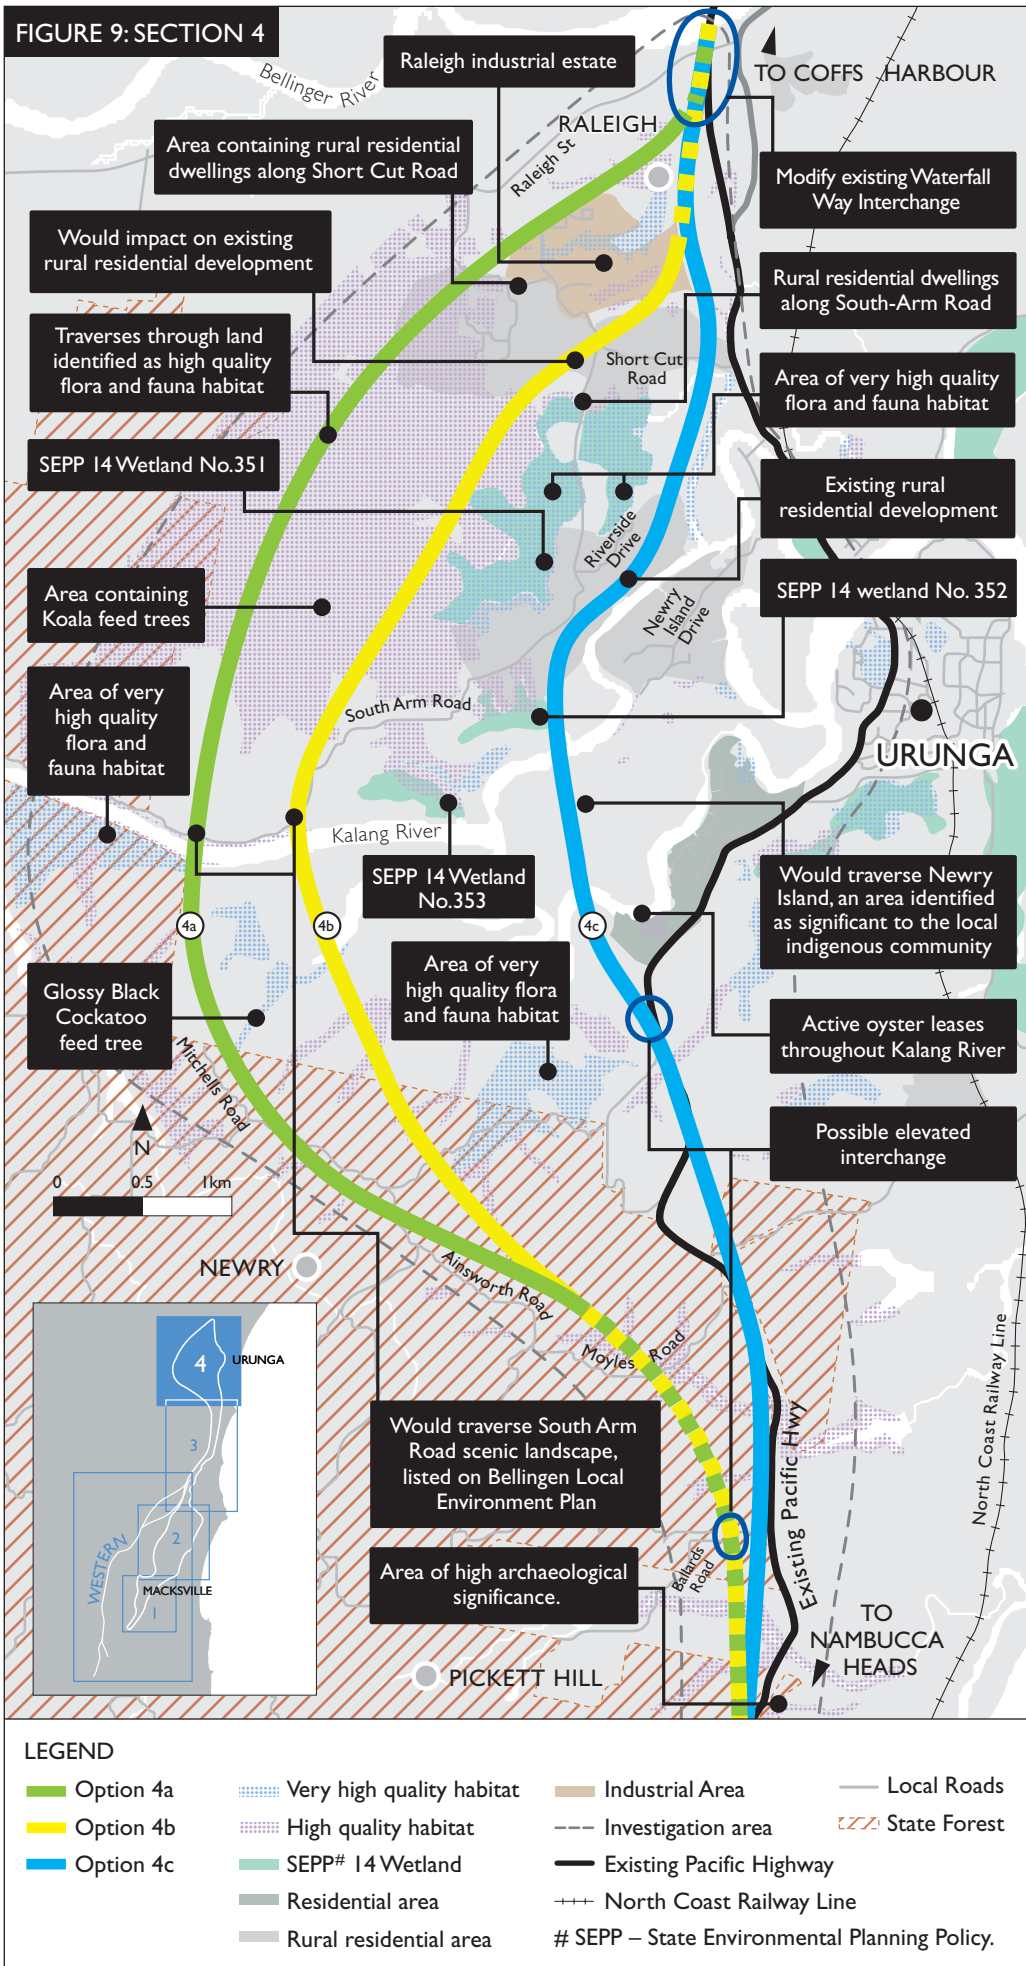 FIGURE 9: SECTION 4
Bellinger River
Raleigh industrial estate
TO COFFS HARBOUR
RALEIGH
Raleigh St
Area containing rural residential
dwellings along Short Cut Road
Modify existing Waterfall
Way Interchange
Would impact on existing
rural residential development
Rural residential dwellings
along South-Arm Road
Traverses through land
identified as high quality
flora and fauna habitat
Short Cut
Road
Area of very high quality
flora and fauna habitat
SEPP 14 Wetland No.351
Existing rural
residential development
Riverside
Drive
Area containing
Koala feed trees
SEPP 14 wetland No. 352
Newry
Island
Drive
Area of very
high quality
flora and
fauna habitat
South Arm Road
URUNGA
Kalang River
SEPP 14 Wetland
No.353
Would traverse Newry
Island, an area identified
as significant to the local
indigenous community
4a
4b
4c
Area of very
high quality flora
and fauna habitat
Glossy Black
Cockatoo
feed tree
Active oyster leases
throughout Kalang River
Mitchells Road
N
Possible elevated
interchange
0 0.5 1km
NEWRY
Ainsworth Road
Moyles Road
4
URUNGA
3
2
WESTERN
MACKSVILLE
1
Would traverse South Arm
Road scenic landscape,
listed on Bellingen Local
Environment Plan
Existing Pacific Hwy
North Coast Railway Line
Ballards
Road
Area of high archaeological
significance.
TO
NAMBUCCA
HEADS
PICKETT HILL
LEGEND
Option 4a
Option 4b
Option 4c
Very high quality habitat
High quality habitat
SEPP# 14 Wetland
Residential area
Rural residential area
Industrial Area
Investigation area
Existing Pacific Highway
North Coast Railway Line
# SEPP – State Environmental Planning Policy.
Local Roads
State Forest